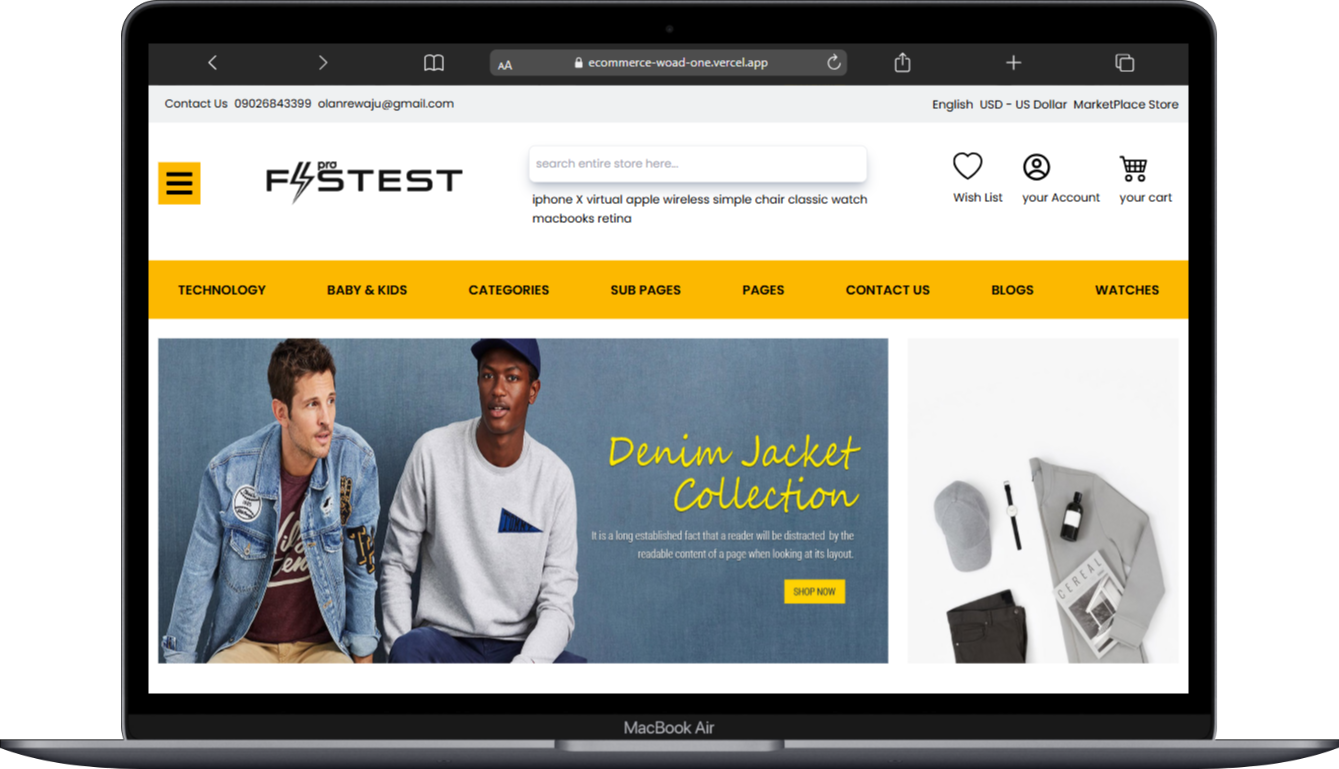 AA
ecommerce-woad-one.vercel.app
Contact Us 09026843399 olanrewaju@gmail.com
English USD - US Dollar MarketPlace Store
pro
FASTEST
search entire store here...
iphone X virtual apple wireless simple chair classic watch
macbooks retina
Wish List
your Account
your cart
TECHNOLOGY
BABY & KIDS
CATEGORIES
SUB PAGES
PAGES
CONTACT US
BLOGS
WATCHES
Denim Jacket
Collection
It is a long established fact that a reader will be distracted by the
readable content of a page when looking at its layout.
SHOP NOW
CEREAL
MacBook Air